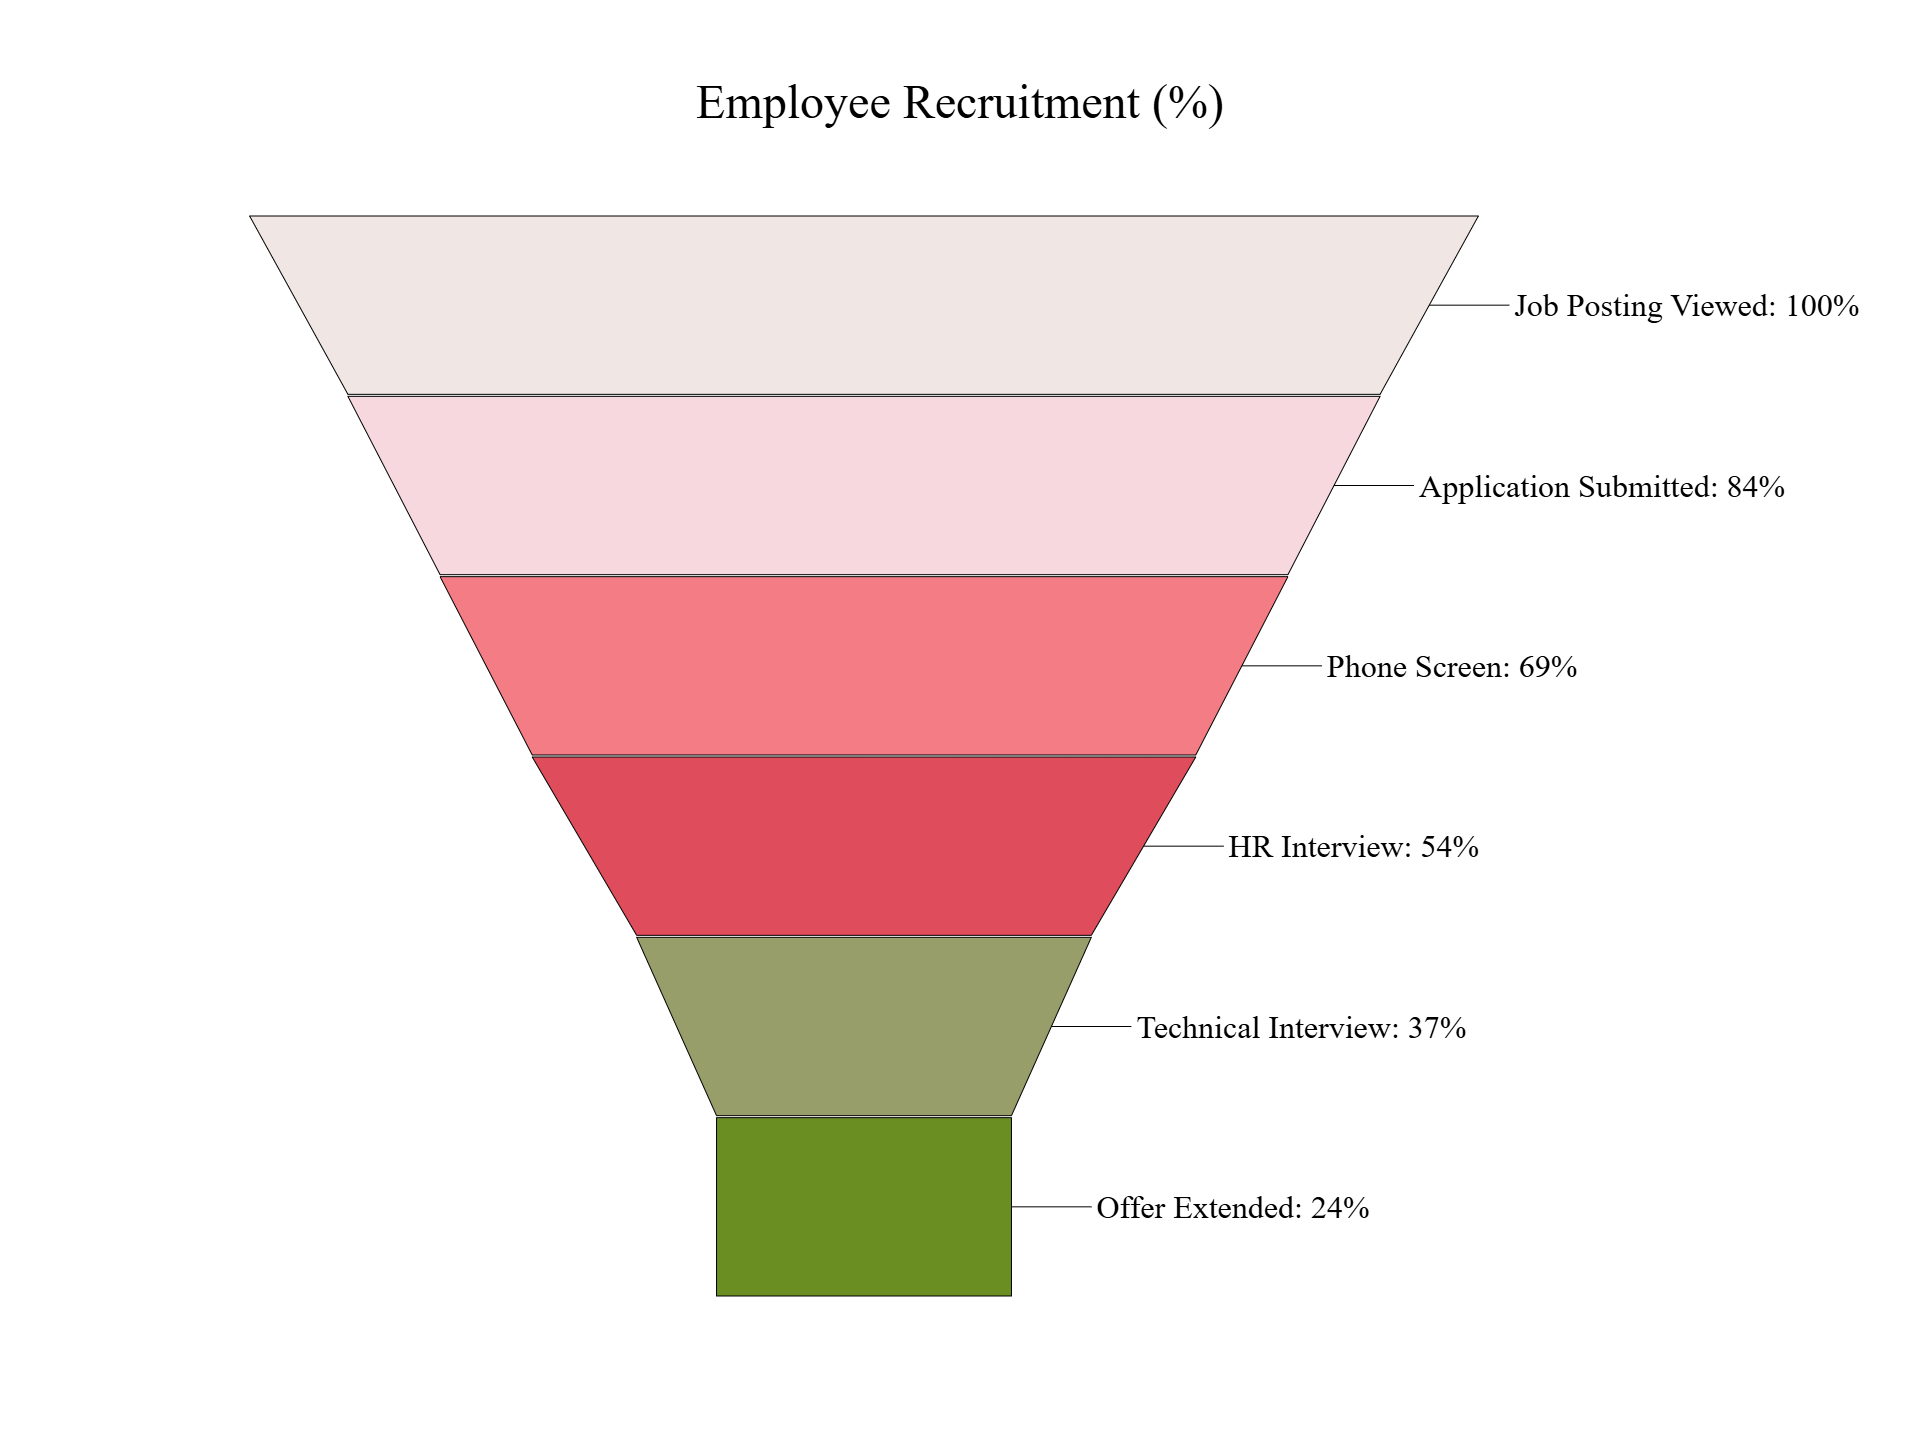 Employee Recruitment (%)
Job Posting Viewed: 100%
Application Submitted: 84%
Phone Screen: 69%
HR Interview: 54%
Technical Interview: 37%
Offer Extended: 24%